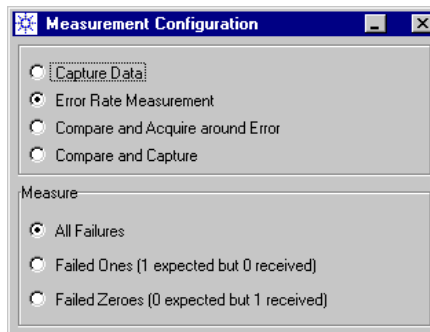 Measurement Configuration
Capture Data
Error Rate Measurement
Compare and Acquire around Error
Compare and Capture
Measure
All Failures
Failed Ones (1 expected but 0 received)
Failed Zeroes (0 expected but 1 received)